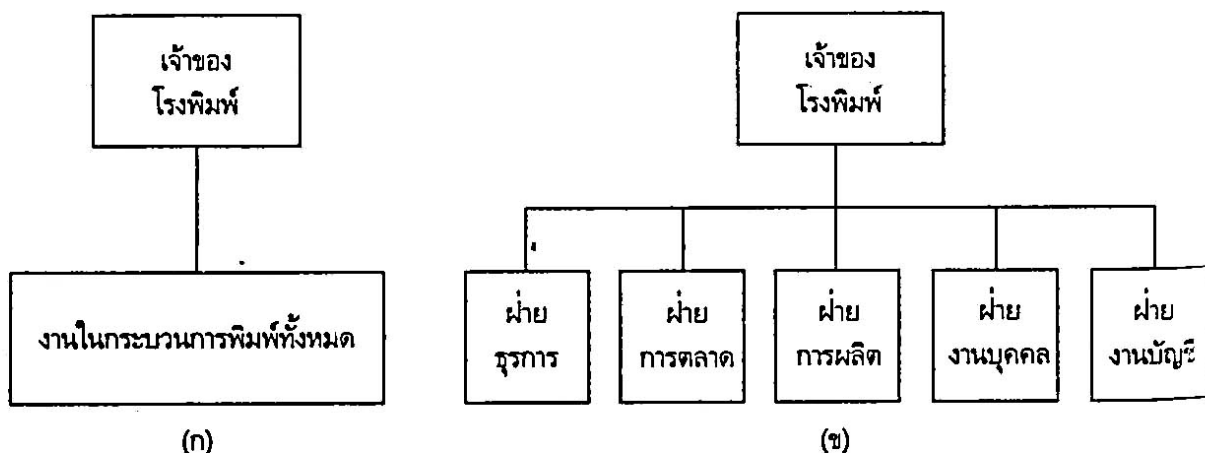 เจ้าของ
โรงพิมพ์
งานในกระบวนการพิมพ์ทั้งหมด
(ก)
เจ้าของ
โรงพิมพ์
ฝ่าย
ธุรการ
ฝ่าย
การตลาด
ฝ่าย
การผลิต
ฝ่าย
งานบุคคล
ฝ่าย
งานบัญชี
(ข)